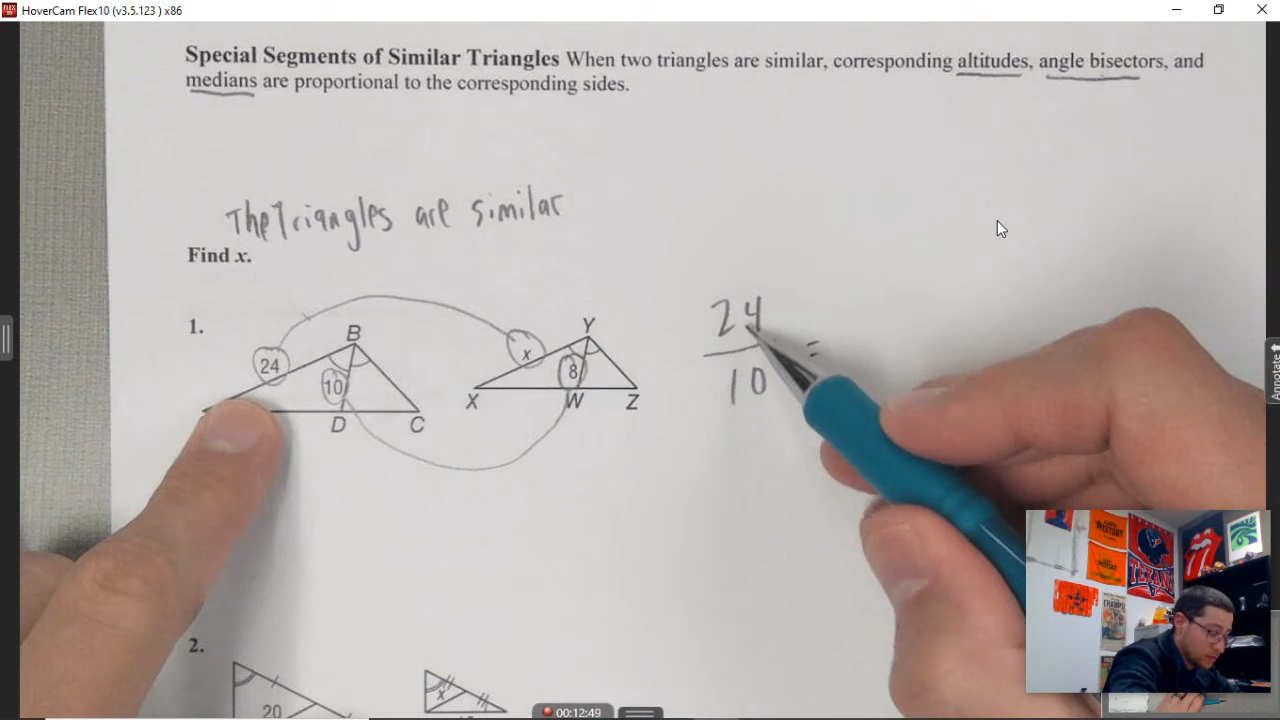 HoverCam Flex10 (v3.5.123 ) x86
Special Segments of Similar Triangles When two triangles are similar, corresponding altitudes, angle bisectors, and
medians are proportional to the corresponding sides.
The Triangles are similar
Find x.
1.
B
24
10
D
C
Y
x
8
X
W
Z
24
10
=
Annotate
2.
20
x
TEXANS
00:12:49